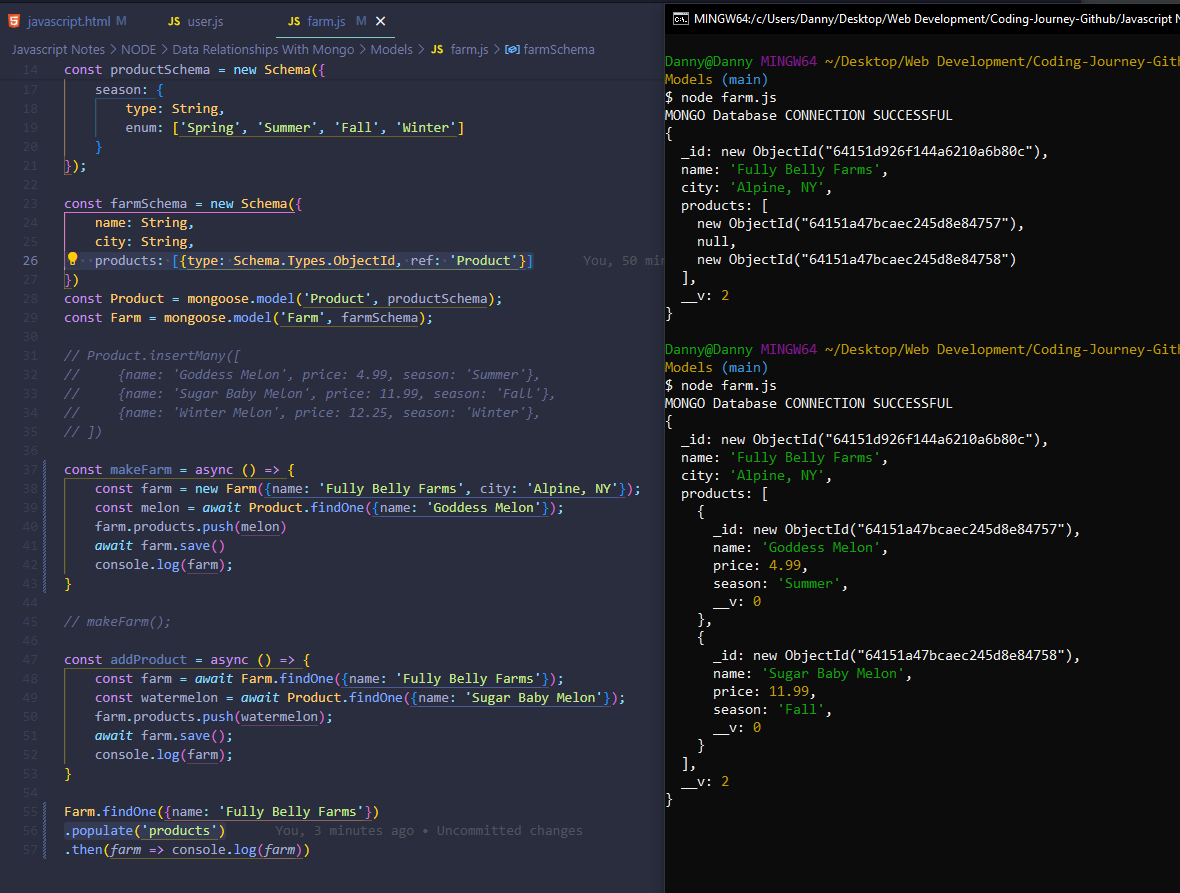 javascript.html M
JS user.js
JS farm.js M ×
Javascript Notes > NODE > Data Relationships With Mongo > Models > JS farm.js > farmSchema
14 const productSchema = new Schema({
17 season: {
18 type: String,
19 enum: ['Spring', 'Summer', 'Fall', 'Winter']
20 }
21 });
22
23 const farmSchema = new Schema({
24 name: String,
25 city: String,
26 products: [{type: Schema.Types.ObjectId, ref: 'Product'}] You, 50 min
27 })
28 const Product = mongoose.model('Product', productSchema);
29 const Farm = mongoose.model('Farm', farmSchema);
30
31 // Product.insertMany([
32 // {name: 'Goddess Melon', price: 4.99, season: 'Summer'},
33 // {name: 'Sugar Baby Melon', price: 11.99, season: 'Fall'},
34 // {name: 'Winter Melon', price: 12.25, season: 'Winter'},
35 // ])
36
37 const makeFarm = async () => {
38 const farm = new Farm({name: 'Fully Belly Farms', city: 'Alpine, NY'});
39 const melon = await Product.findOne({name: 'Goddess Melon'});
40 farm.products.push(melon)
41 await farm.save()
42 console.log(farm);
43 }
44
45 // makeFarm();
46
47 const addProduct = async () => {
48 const farm = await Farm.findOne({name: 'Fully Belly Farms'});
49 const watermelon = await Product.findOne({name: 'Sugar Baby Melon'});
50 farm.products.push(watermelon);
51 await farm.save();
52 console.log(farm);
53 }
54
55 Farm.findOne({name: 'Fully Belly Farms'})
56 .populate('products') You, 3 minutes ago • Uncommitted changes
57 .then(farm => console.log(farm))
MINGW64:/c/Users/Danny/Desktop/Web Development/Coding-Journey-Github/Javascript N
Danny@Danny MINGW64 ~/Desktop/Web Development/Coding-Journey-Gith
Models (main)
$ node farm.js
MONGO Database CONNECTION SUCCESSFUL
{
_id: new ObjectId("64151d926f144a6210a6b80c"),
name: 'Fully Belly Farms',
city: 'Alpine, NY',
products: [
new ObjectId("64151a47bcaec245d8e84757"),
null,
new ObjectId("64151a47bcaec245d8e84758")
],
__v: 2
}
Danny@Danny MINGW64 ~/Desktop/Web Development/Coding-Journey-Gith
Models (main)
$ node farm.js
MONGO Database CONNECTION SUCCESSFUL
{
_id: new ObjectId("64151d926f144a6210a6b80c"),
name: 'Fully Belly Farms',
city: 'Alpine, NY',
products: [
{
_id: new ObjectId("64151a47bcaec245d8e84757"),
name: 'Goddess Melon',
price: 4.99,
season: 'Summer',
__v: 0
},
{
_id: new ObjectId("64151a47bcaec245d8e84758"),
name: 'Sugar Baby Melon',
price: 11.99,
season: 'Fall',
__v: 0
}
],
__v: 2
}